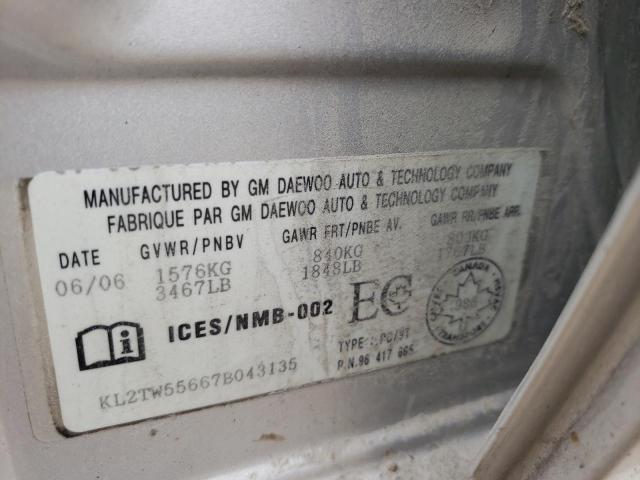 MANUFACTURED BY GM DAEWOO AUTO & TECHNOLOGY COMPANY
FABRIQUE PAR GM DAEWOO AUTO & TECHNOLOGY COMPANY
DATE GVWR/PNBV GAWR FRT/PNBE AV. GAWR RR/PNBE ARR.
06/06 1576KG 840KG
3467LB 1848LB
i ICES/NMB-002 EC
TYPE : PC/VT
P.N.96 417 665
CANADA
TRANSPORT
KL2TW55667B043135